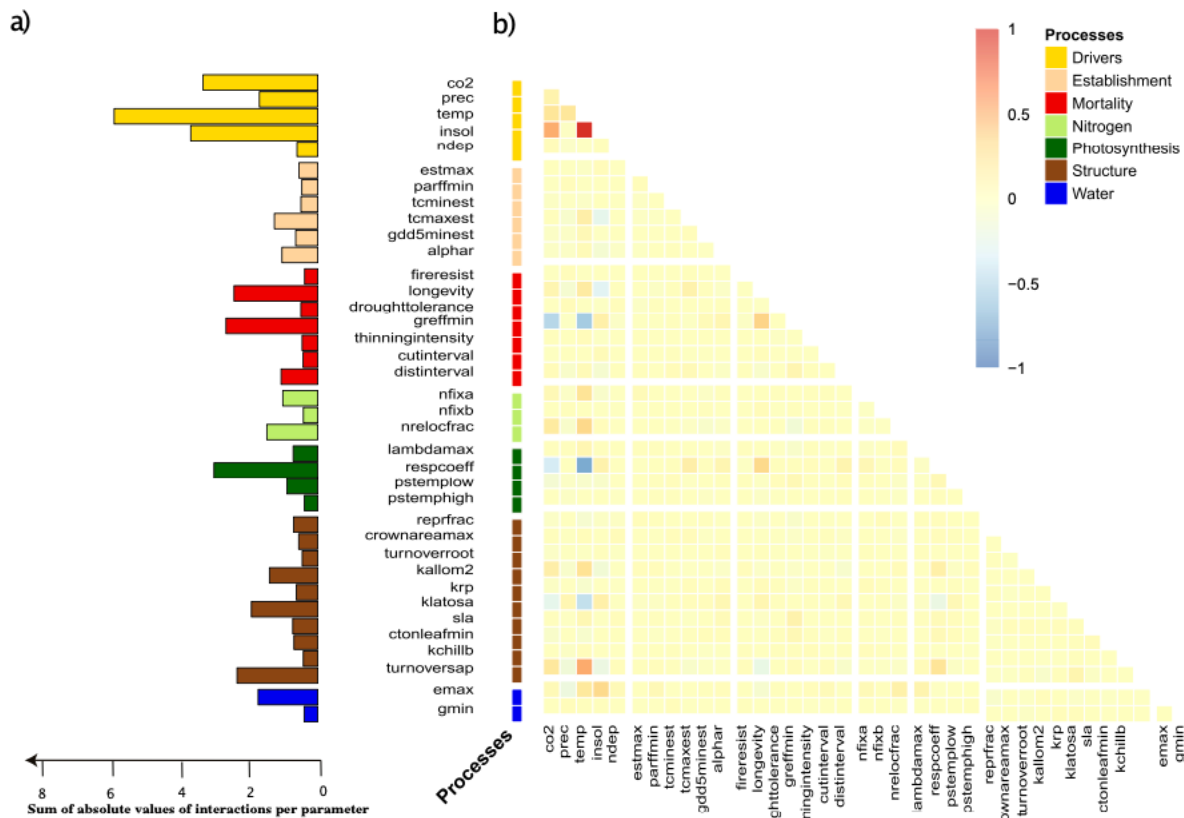 a)
b)
co2
prec
temp
insol
ndep
estmax
parffmin
tcminest
tcmaxest
gdd5minest
alphar
fireresist
longevity
droughttolerance
greffmin
thinningintensity
cutinterval
distinterval
nfixa
nfixb
nrelocfrac
lambdamax
respcoeff
pstemplow
pstemphigh
reprfrac
crownareamax
turnoverroot
kallom2
krp
klatosa
sla
ctonleafmin
kchillb
turnoversap
emax
gmin
8 6 4 2 0
Sum of absolute values of interactions per parameter
Processes
co2
prec
temp
insol
ndep
estmax
parffmin
tcminest
tcmaxest
gdd5minest
alphar
fireresist
longevity
ghttolerance
greffmin
ningintensity
cutinterval
distinterval
nfixa
nfixb
nrelocfrac
lambdamax
respcoeff
pstemplow
pstemphigh
reprfrac
ownareamax
turnoverroot
kallom2
krp
klatosa
sla
ctonleafmin
kchillb
emax
gmin
1
0.5
0
−0.5
−1
Processes
Drivers
Establishment
Mortality
Nitrogen
Photosynthesis
Structure
Water